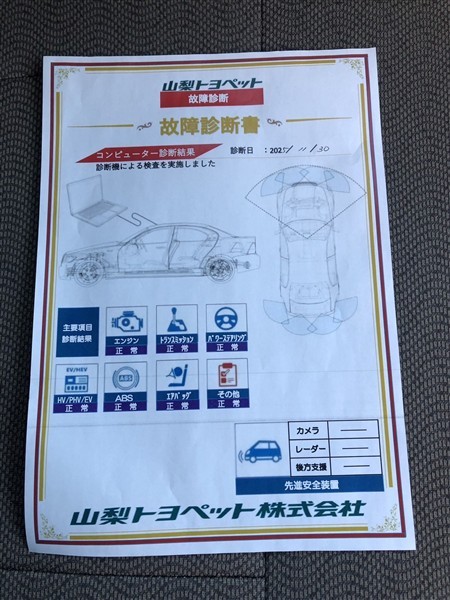 山梨トヨペット
故障診断
故障診断書
コンピューター診断結果
診断機による検査を実施しました
診断日 : 2025/11/30
主要項目
診断結果
エンジン
正常
トランスミッション
正常
パワーステアリング
正常
EV/HEV
HV/PHV/EV
正常
ABS
ABS
正常
エアバッグ
正常
その他
正常
カメラ ―
レーダー ―
後方支援 ―
先進安全装置
山梨トヨペット株式会社